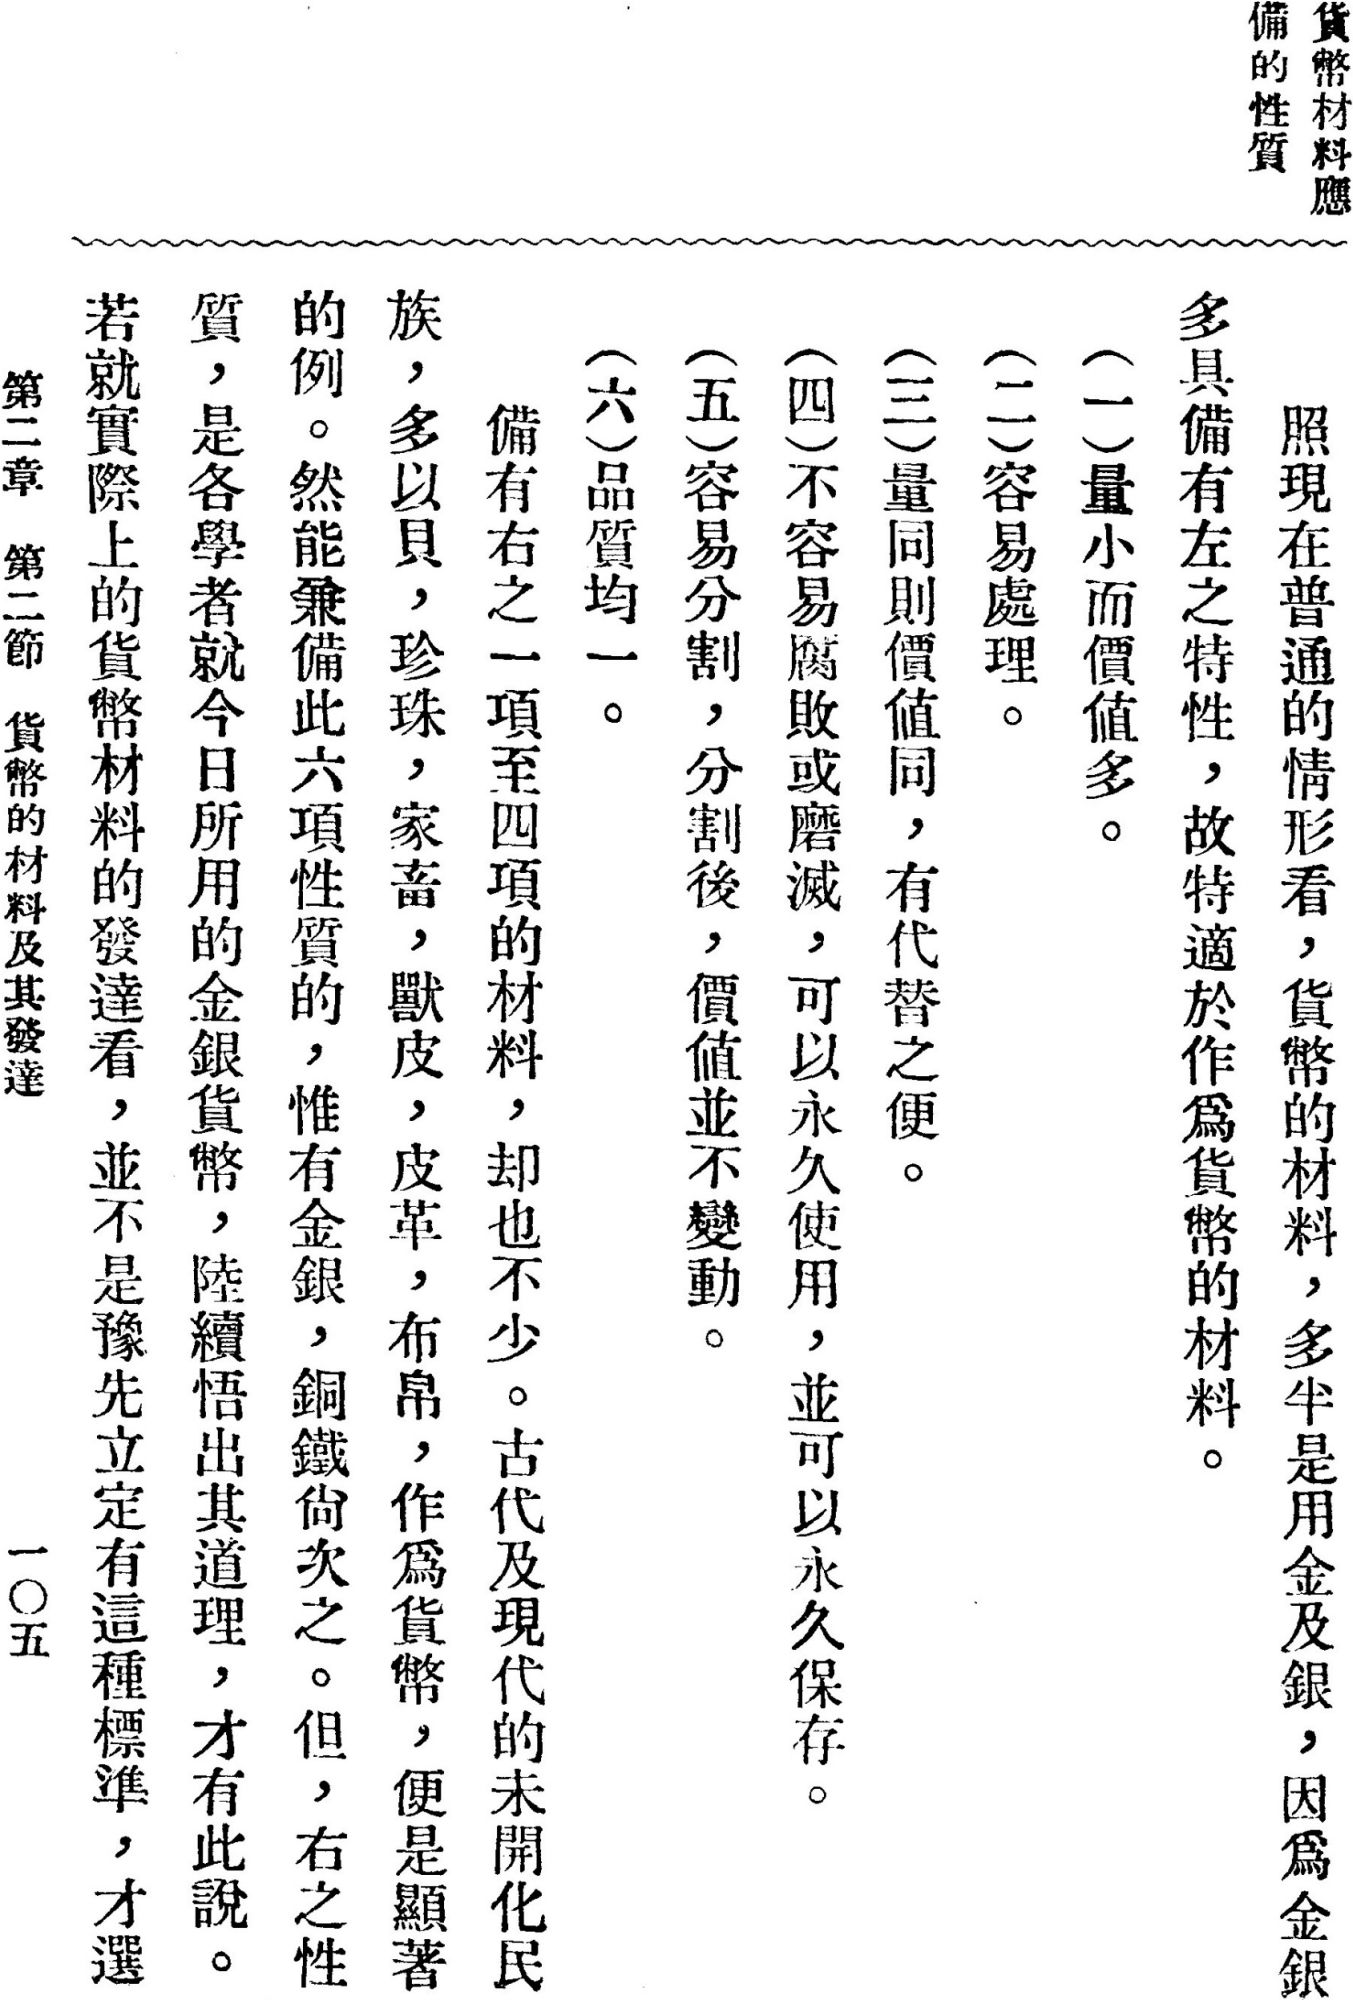 貨幣材料應
備的性質
照現在普通的情形看，貨幣的材料，多半是用金及銀，因爲金銀
多具備有左之特性，故特適於作爲貨幣的材料。
（一）量小而價値多。
（二）容易處理。
（三）量同則價値同，有代替之便。
（四）不容易腐敗或磨滅，可以永久使用，並可以永久保存。
（五）容易分割，分割後，價値並不變動。
（六）品質均一。
備有右之一項至四項的材料，却也不少。古代及現代的未開化民
族，多以貝，珍珠，家畜，獸皮，皮革，布帛，作爲貨幣，便是顯著
的例。然能兼備此六項性質的，惟有金銀，銅鐵尙次之。但，右之性
質，是各學者就今日所用的金銀貨幣，陸續悟出其道理，才有此說。
若就實際上的貨幣材料的發達看，並不是豫先立定有這種標準，才選
第二章　第二節　貨幣的材料及其發達
一〇五